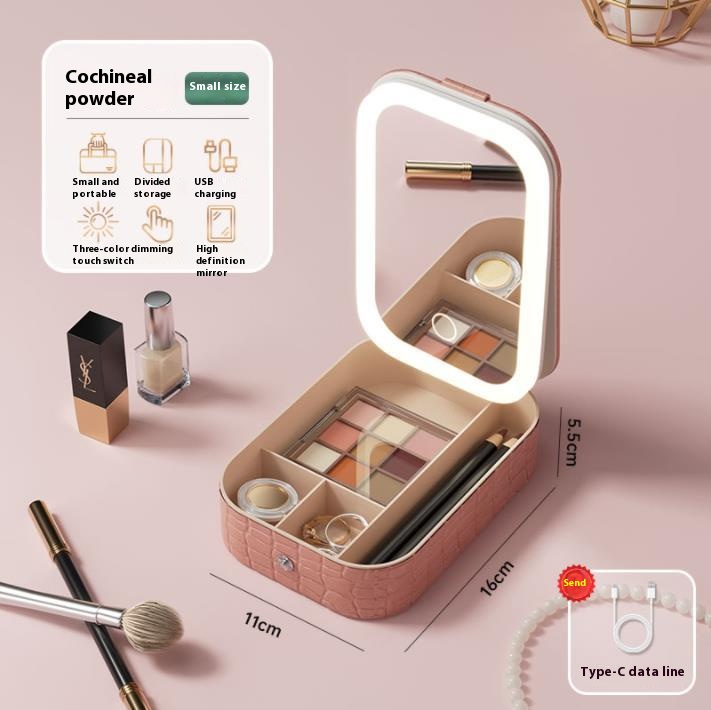 Cochineal
powder
Small size
Small and
portable
Divided
storage
USB
charging
Three-color dimming
touch switch
High
definition
mirror
YSL
5.5cm
16cm
11cm
Send
Type-C data line